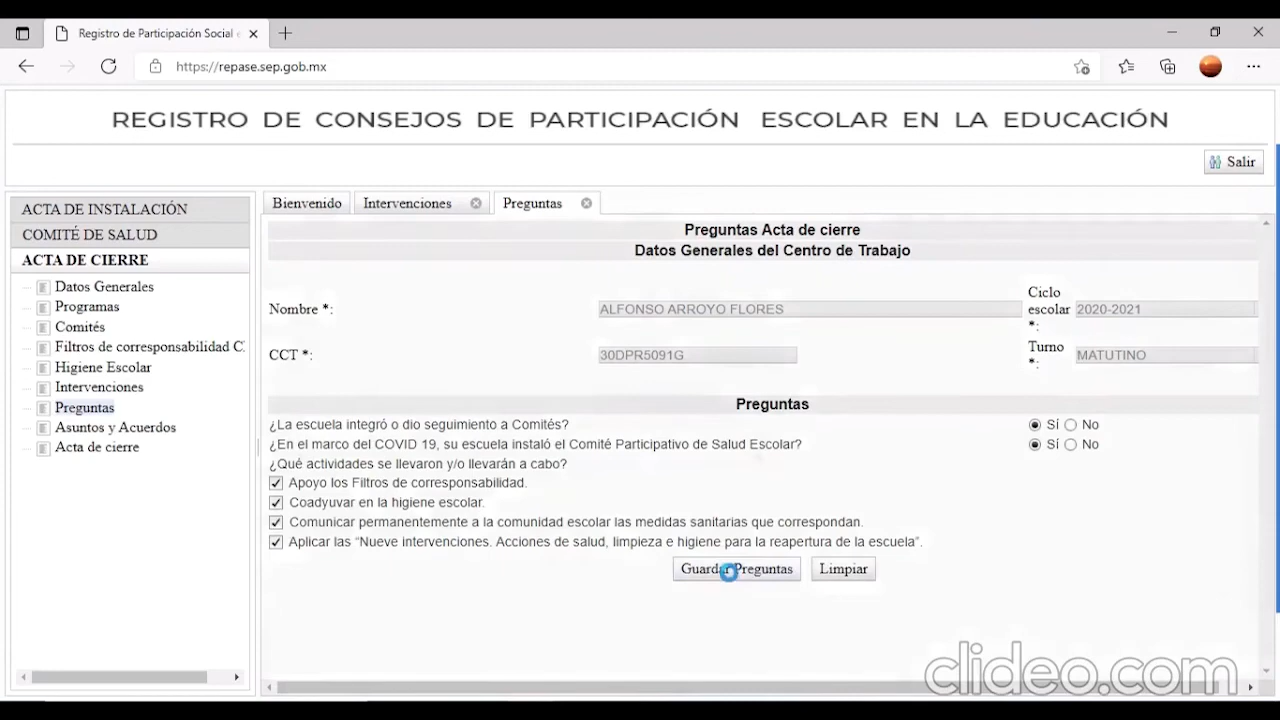 Registro de Participación Social e
https://repase.sep.gob.mx
REGISTRO DE CONSEJOS DE PARTICIPACIÓN ESCOLAR EN LA EDUCACIÓN
Salir
ACTA DE INSTALACIÓN
COMITÉ DE SALUD
ACTA DE CIERRE
Datos Generales
Programas
Comités
Filtros de corresponsabilidad C
Higiene Escolar
Intervenciones
Preguntas
Asuntos y Acuerdos
Acta de cierre
Bienvenido Intervenciones Preguntas
Preguntas Acta de cierre
Datos Generales del Centro de Trabajo
Nombre *: ALFONSO ARROYO FLORES Ciclo escolar *: 2020-2021
CCT *: 30DPR5091G Turno *: MATUTINO
Preguntas
¿La escuela integró o dio seguimiento a Comités? Sí No
¿En el marco del COVID 19, su escuela instaló el Comité Participativo de Salud Escolar? Sí No
¿Qué actividades se llevaron y/o llevarán a cabo?
Apoyo los Filtros de corresponsabilidad.
Coadyuvar en la higiene escolar.
Comunicar permanentemente a la comunidad escolar las medidas sanitarias que correspondan.
Aplicar las “Nueve intervenciones. Acciones de salud, limpieza e higiene para la reapertura de la escuela”.
Guardar Preguntas Limpiar
clideo.com